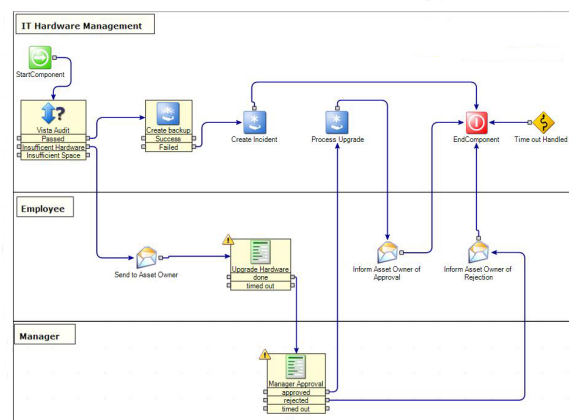 IT Hardware Management
StartComponent
Vista Audit
Passed
Insufficient Hardware
Insufficient Space
Create backup
Success
Failed
Create Incident
Process Upgrade
EndComponent
Time out Handled
Employee
Send to Asset Owner
Upgrade Hardware
done
timed out
Inform Asset Owner of
Approval
Inform Asset Owner of
Rejection
Manager
Manager Approval
approved
rejected
timed out